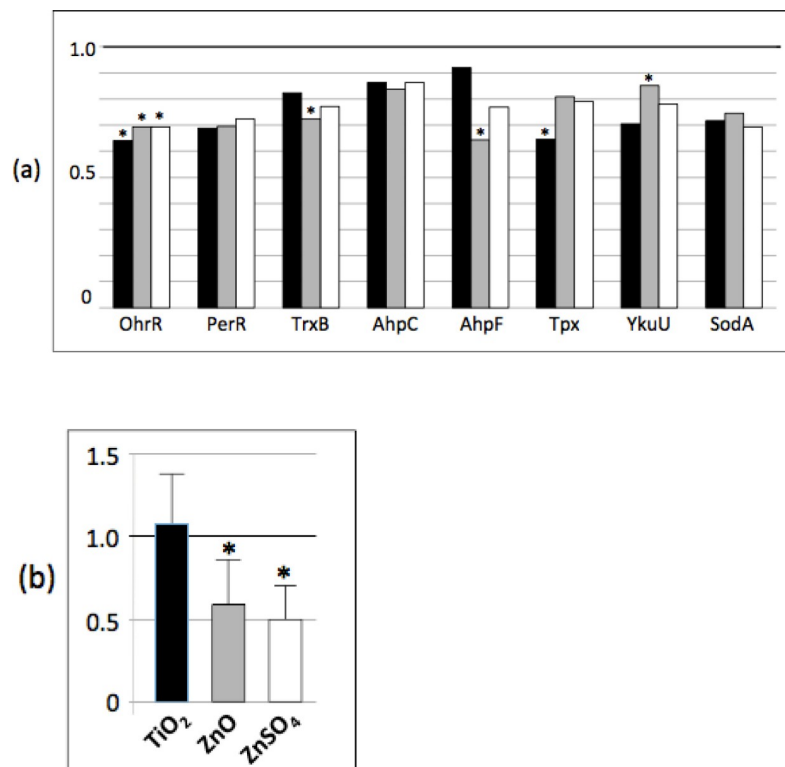 1.0
(a)
0.5
0
* * *
*
*
*
*
OhrR PerR TrxB AhpC AhpF Tpx YkuU SodA
1.5
1.0
(b)
* *
0.5
0
TiO₂ ZnO ZnSO₄